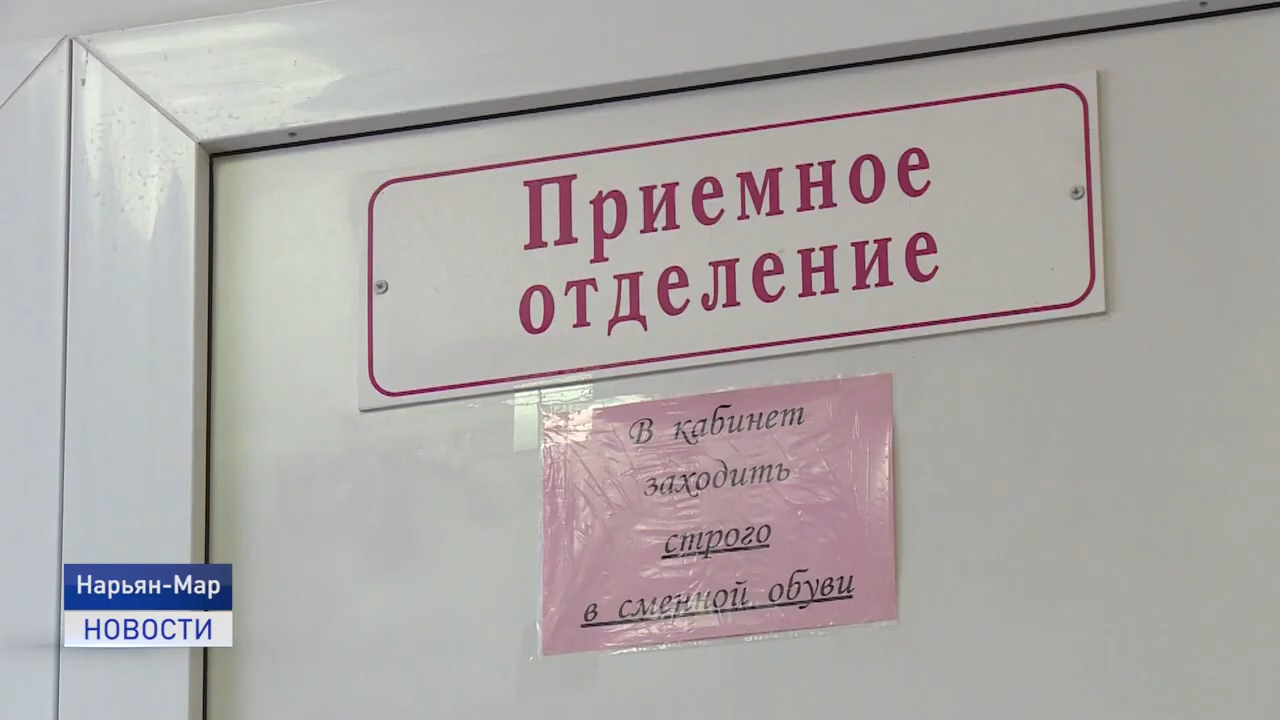 Приемное
отделение
В кабинет
заходить
строго
в сменной обуви
Нарьян-Мар
НОВОСТИ